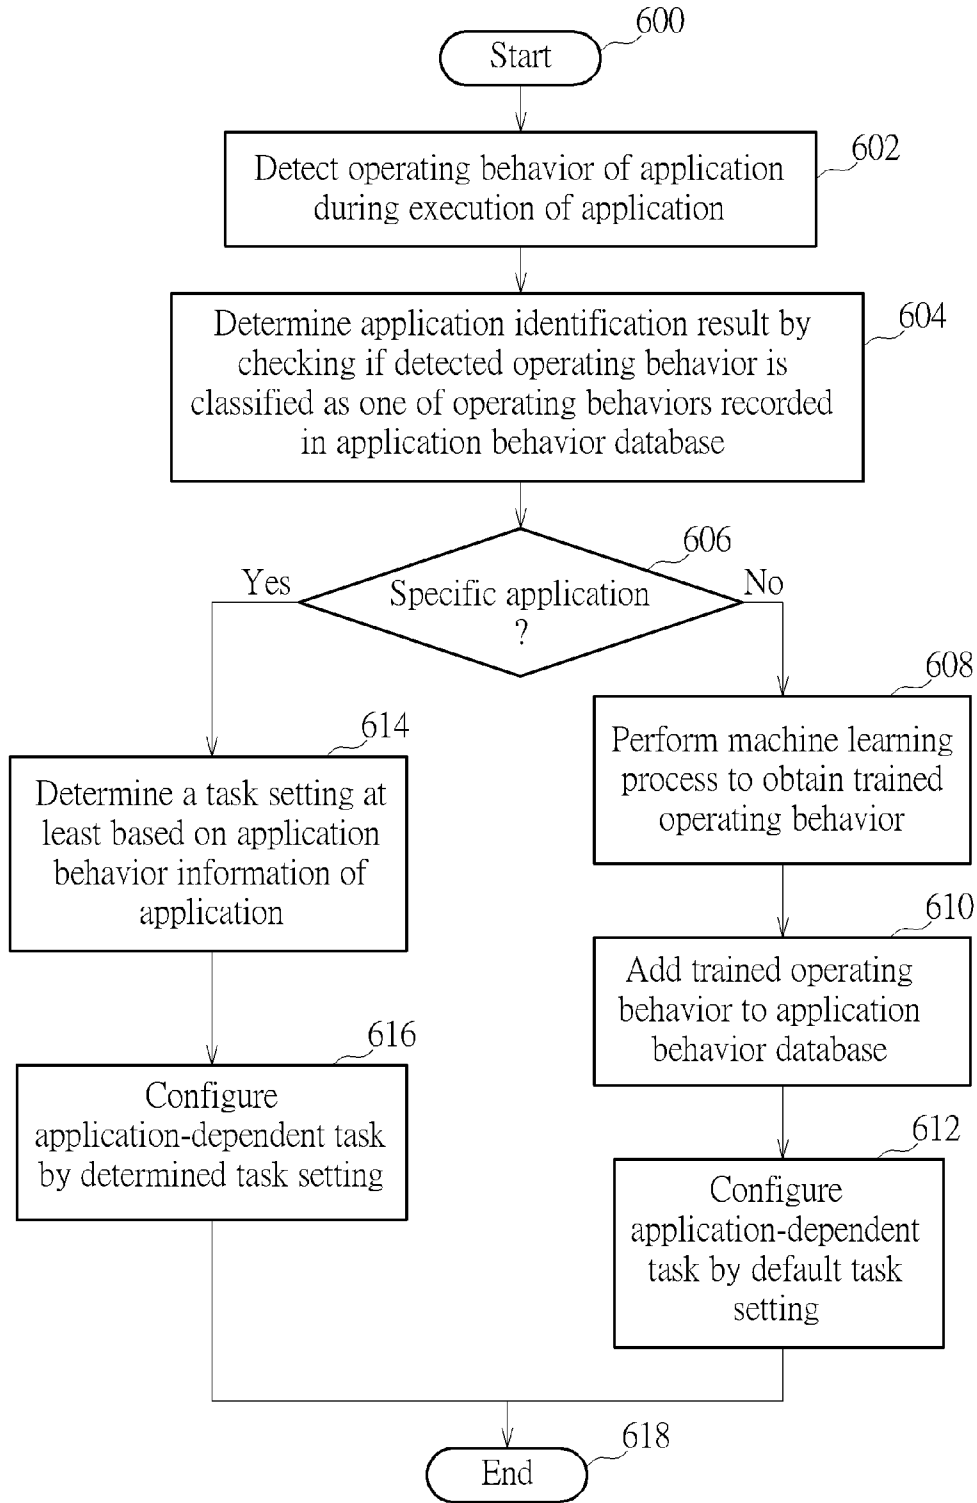 600
Start
602
Detect operating behavior of application
during execution of application
604
Determine application identification result by
checking if detected operating behavior is
classified as one of operating behaviors recorded
in application behavior database
606
Yes
No
Specific application
?
608
Perform machine learning
process to obtain trained
operating behavior
614
Determine a task setting at
least based on application
behavior information of
application
610
Add trained operating
behavior to application
behavior database
616
Configure
application-dependent task
by determined task setting
612
Configure
application-dependent
task by default task
setting
618
End